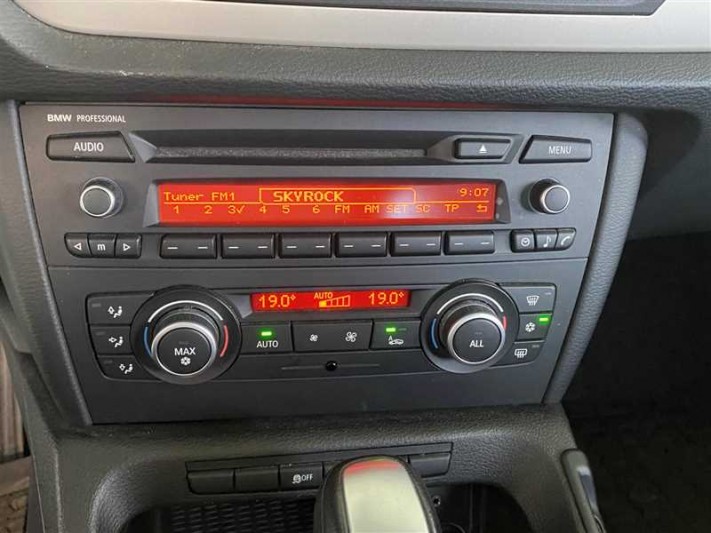 BMW PROFESSIONAL
AUDIO
MENU
Tuner FM1 SKYROCK 9:07
1 2 3✓ 4 5 6 FM AM SET SC TP
m
19.0° AUTO 19.0°
AUTO
A
MAX
ALL
OFF